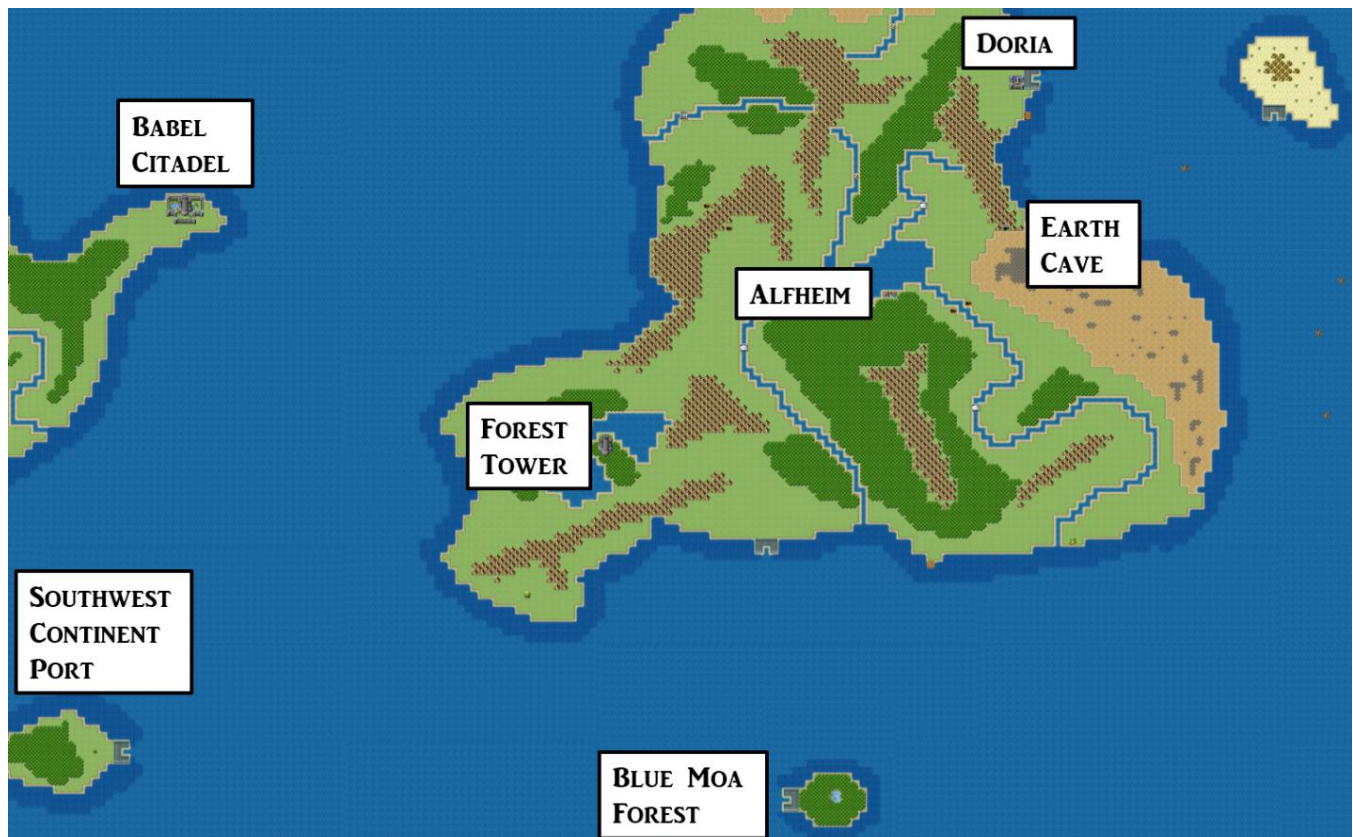 DORIA
BABEL
CITADEL
EARTH
CAVE
ALFHEIM
FOREST
TOWER
SOUTHWEST
CONTINENT
PORT
BLUE MOA
FOREST